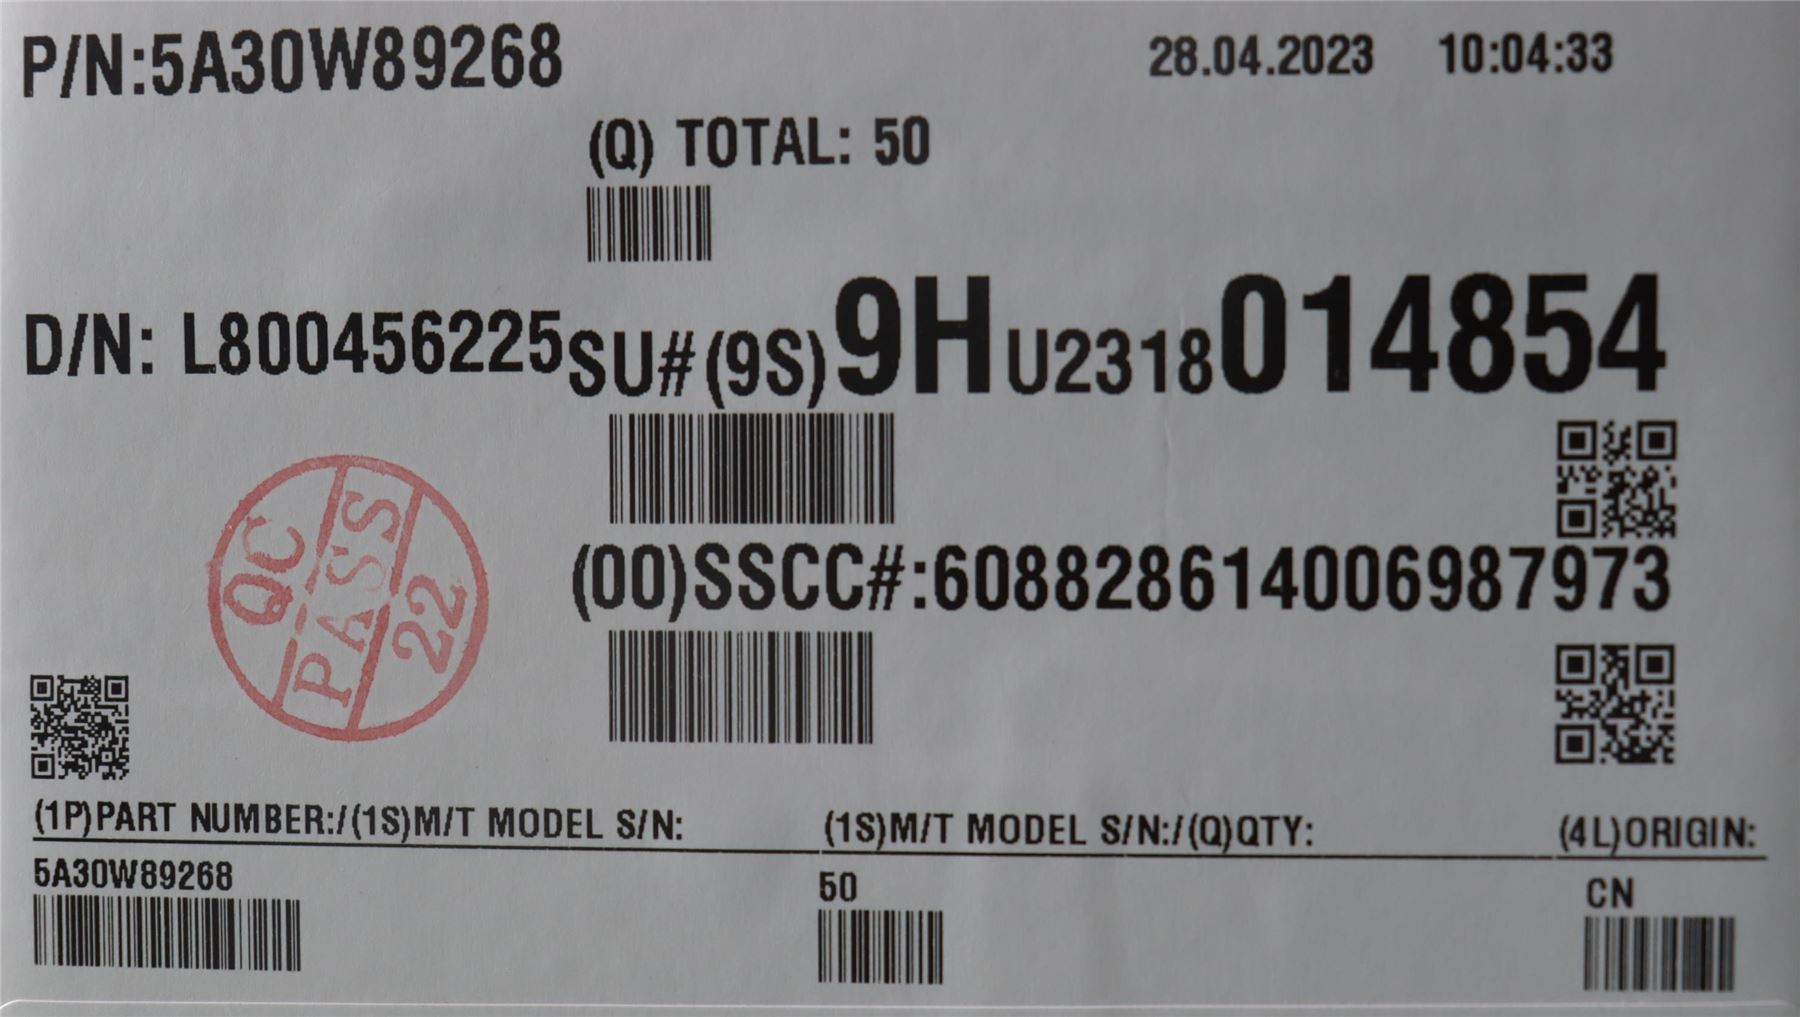 P/N:5A30W89268
28.04.2023 10:04:33
(Q) TOTAL: 50
D/N: L800456225
SU#(9S)9HU2318014854
(00)SSCC#:608828614006987973
QC
PASS
22
(1P)PART NUMBER:/(1S)M/T MODEL S/N:
(1S)M/T MODEL S/N:/(Q)QTY:
(4L)ORIGIN:
5A30W89268
50
CN